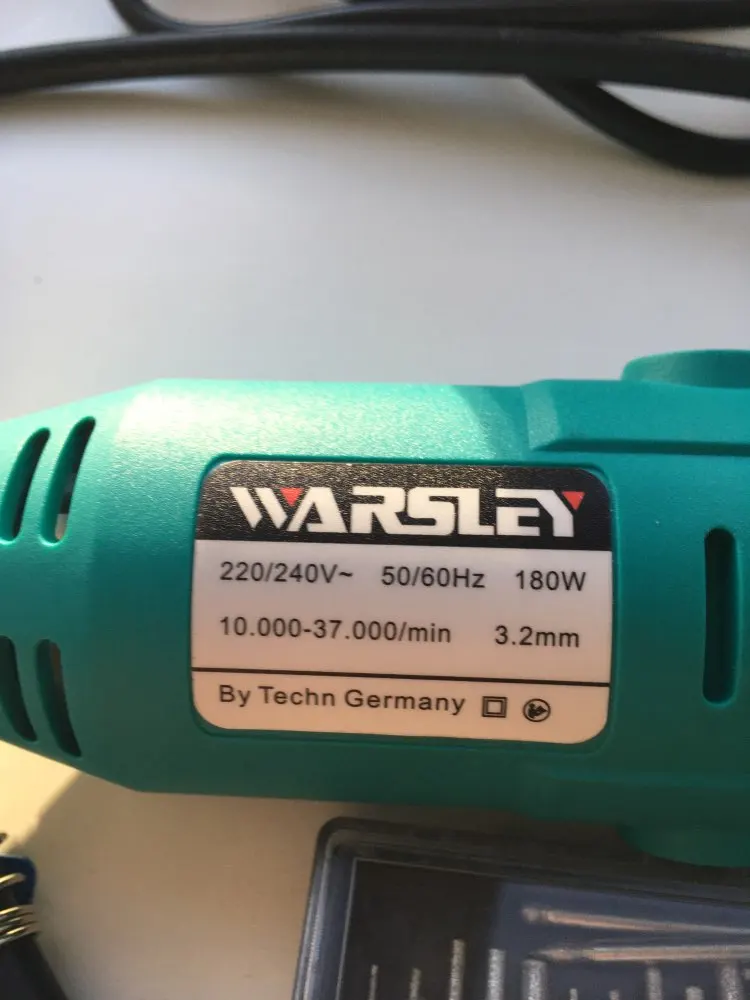 WARSLEY
220/240V~ 50/60Hz 180W
10.000-37.000/min 3.2mm
By Techn Germany